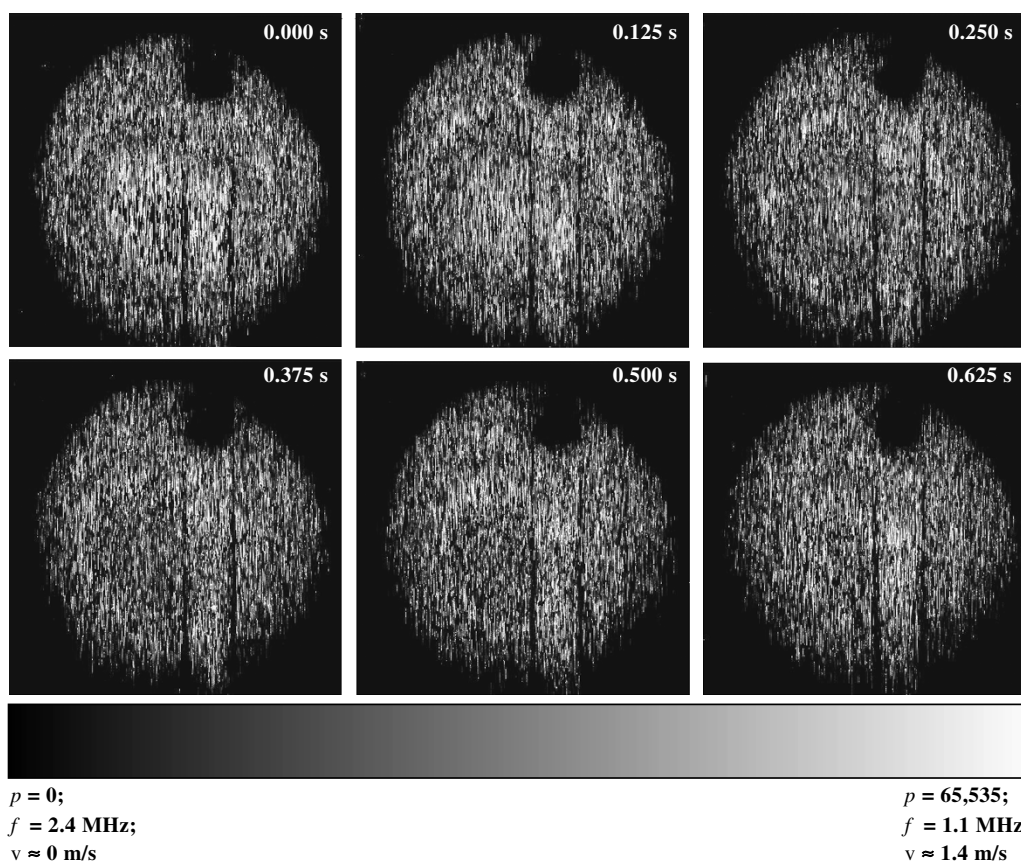 0.000 s
0.125 s
0.250 s
0.375 s
0.500 s
0.625 s
p = 0;
f = 2.4 MHz;
v ≈ 0 m/s
p = 65,535;
f = 1.1 MHz
v ≈ 1.4 m/s